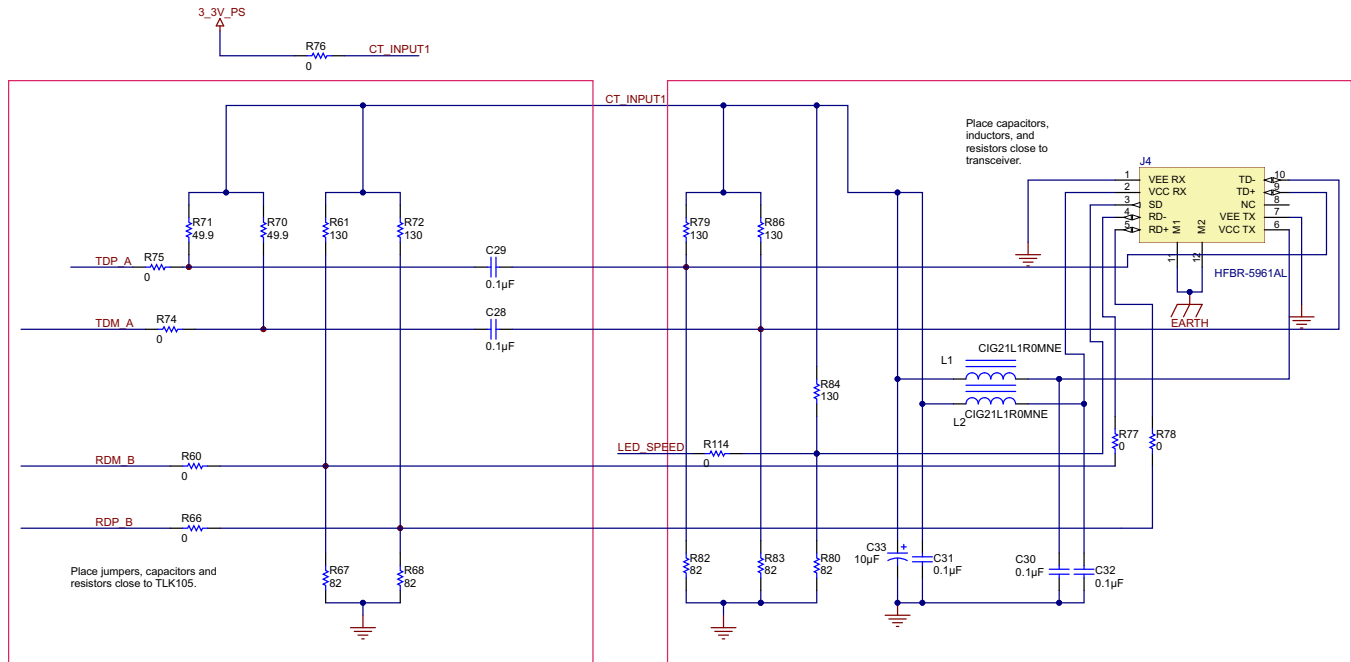 3_3V_PS
R76
0
CT_INPUT1
CT_INPUT1
Place capacitors,
inductors, and
resistors close to
transceiver.
J4
1
VEE RX
2
VCC RX
3
SD
4
RD-
5
RD+
TD-
10
TD+
9
NC
8
VEE TX
7
VCC TX
6
M1
M2
11
12
HFBR-5961AL
EARTH
R71
49.9
R70
49.9
R61
130
R72
130
R79
130
R86
130
TDP_A
R75
0
C29
0.1µF
TDM_A
R74
0
C28
0.1µF
L1
CIG21L1R0MNE
L2
CIG21L1R0MNE
R84
130
LED_SPEED
R114
0
R77
0
R78
0
RDM_B
R60
0
RDP_B
R66
0
Place jumpers, capacitors and
resistors close to TLK105.
R67
82
R68
82
R82
82
R83
82
R80
82
C33
10µF
+
C31
0.1µF
C30
0.1µF
C32
0.1µF